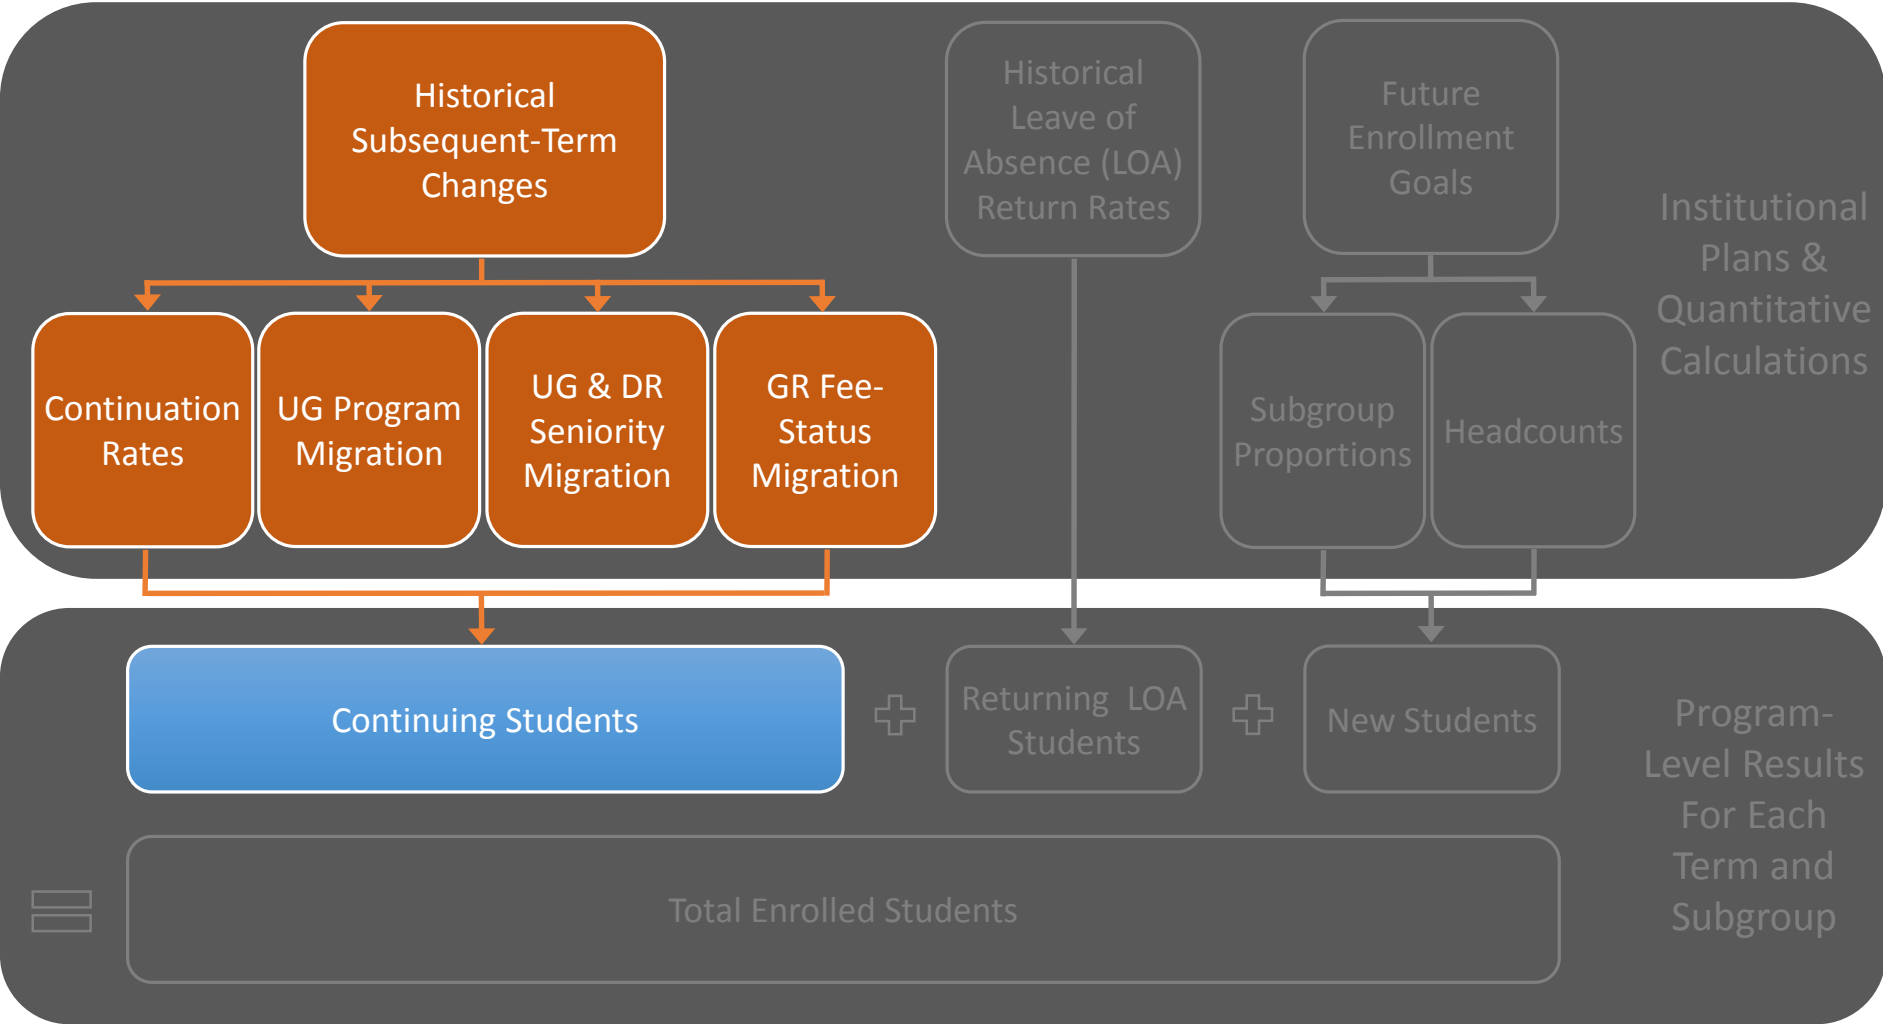 Historical
Subsequent-Term
Changes
Historical
Leave of
Absence (LOA)
Return Rates
Future
Enrollment
Goals
Institutional
Plans &
Quantitative
Calculations
Continuation
Rates
UG Program
Migration
UG & DR
Seniority
Migration
GR Fee-
Status
Migration
Subgroup
Proportions
Headcounts
Continuing Students
Returning LOA
Students
New Students
Program-
Level Results
For Each
Term and
Subgroup
Total Enrolled Students